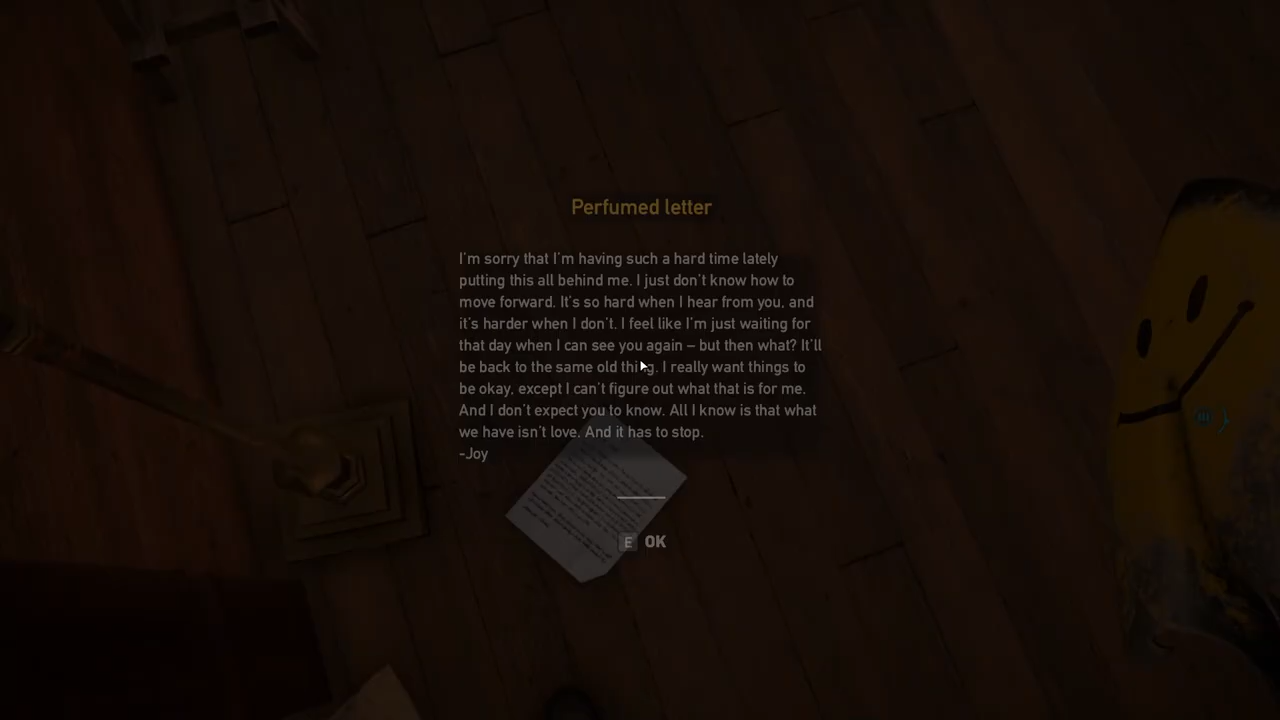 Perfumed letter
I'm sorry that I'm having such a hard time lately
putting this all behind me. I just don't know how to
move forward. It's so hard when I hear from you, and
it's harder when I don't. I feel like I'm just waiting for
that day when I can see you again – but then what? It'll
be back to the same old thing. I really want things to
be okay, except I can't figure out what that is for me.
And I don't expect you to know. All I know is that what
we have isn't love. And it has to stop.
-Joy
E OK